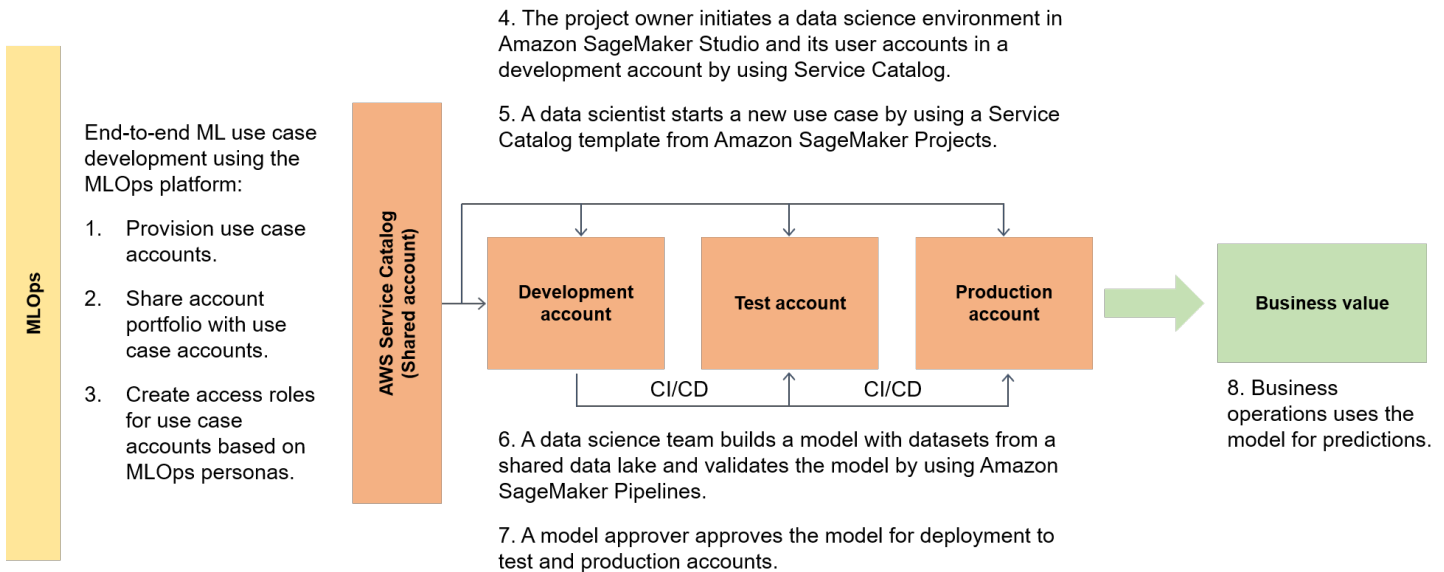 MLOps
End-to-end ML use case
development using the
MLOps platform:
1. Provision use case
accounts.
2. Share account
portfolio with use
case accounts.
3. Create access roles
for use case
accounts based on
MLOps personas.
AWS Service Catalog
(Shared account)
4. The project owner initiates a data science environment in
Amazon SageMaker Studio and its user accounts in a
development account by using Service Catalog.
5. A data scientist starts a new use case by using a Service
Catalog template from Amazon SageMaker Projects.
Development
account
Test account
Production
account
Business value
CI/CD
CI/CD
6. A data science team builds a model with datasets from a
shared data lake and validates the model by using Amazon
SageMaker Pipelines.
7. A model approver approves the model for deployment to
test and production accounts.
8. Business
operations uses the
model for predictions.